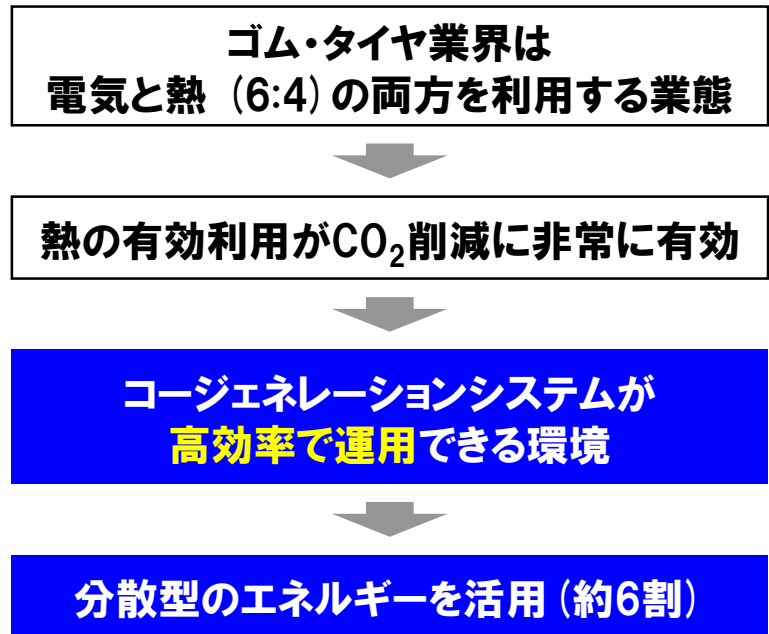 ゴム・タイヤ業界は
電気と熱（6:4）の両方を利用する業態
熱の有効利用がCO₂削減に非常に有効
コージェネレーションシステムが
高効率で運用できる環境
分散型のエネルギーを活用（約6割）